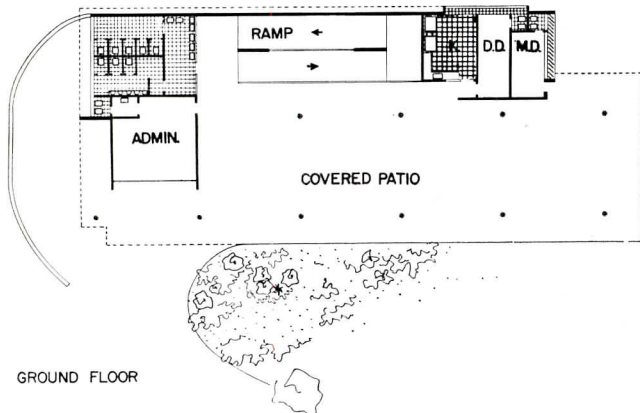 RAMP
K.
D.D.
M.D.
ADMIN.
COVERED PATIO
GROUND FLOOR